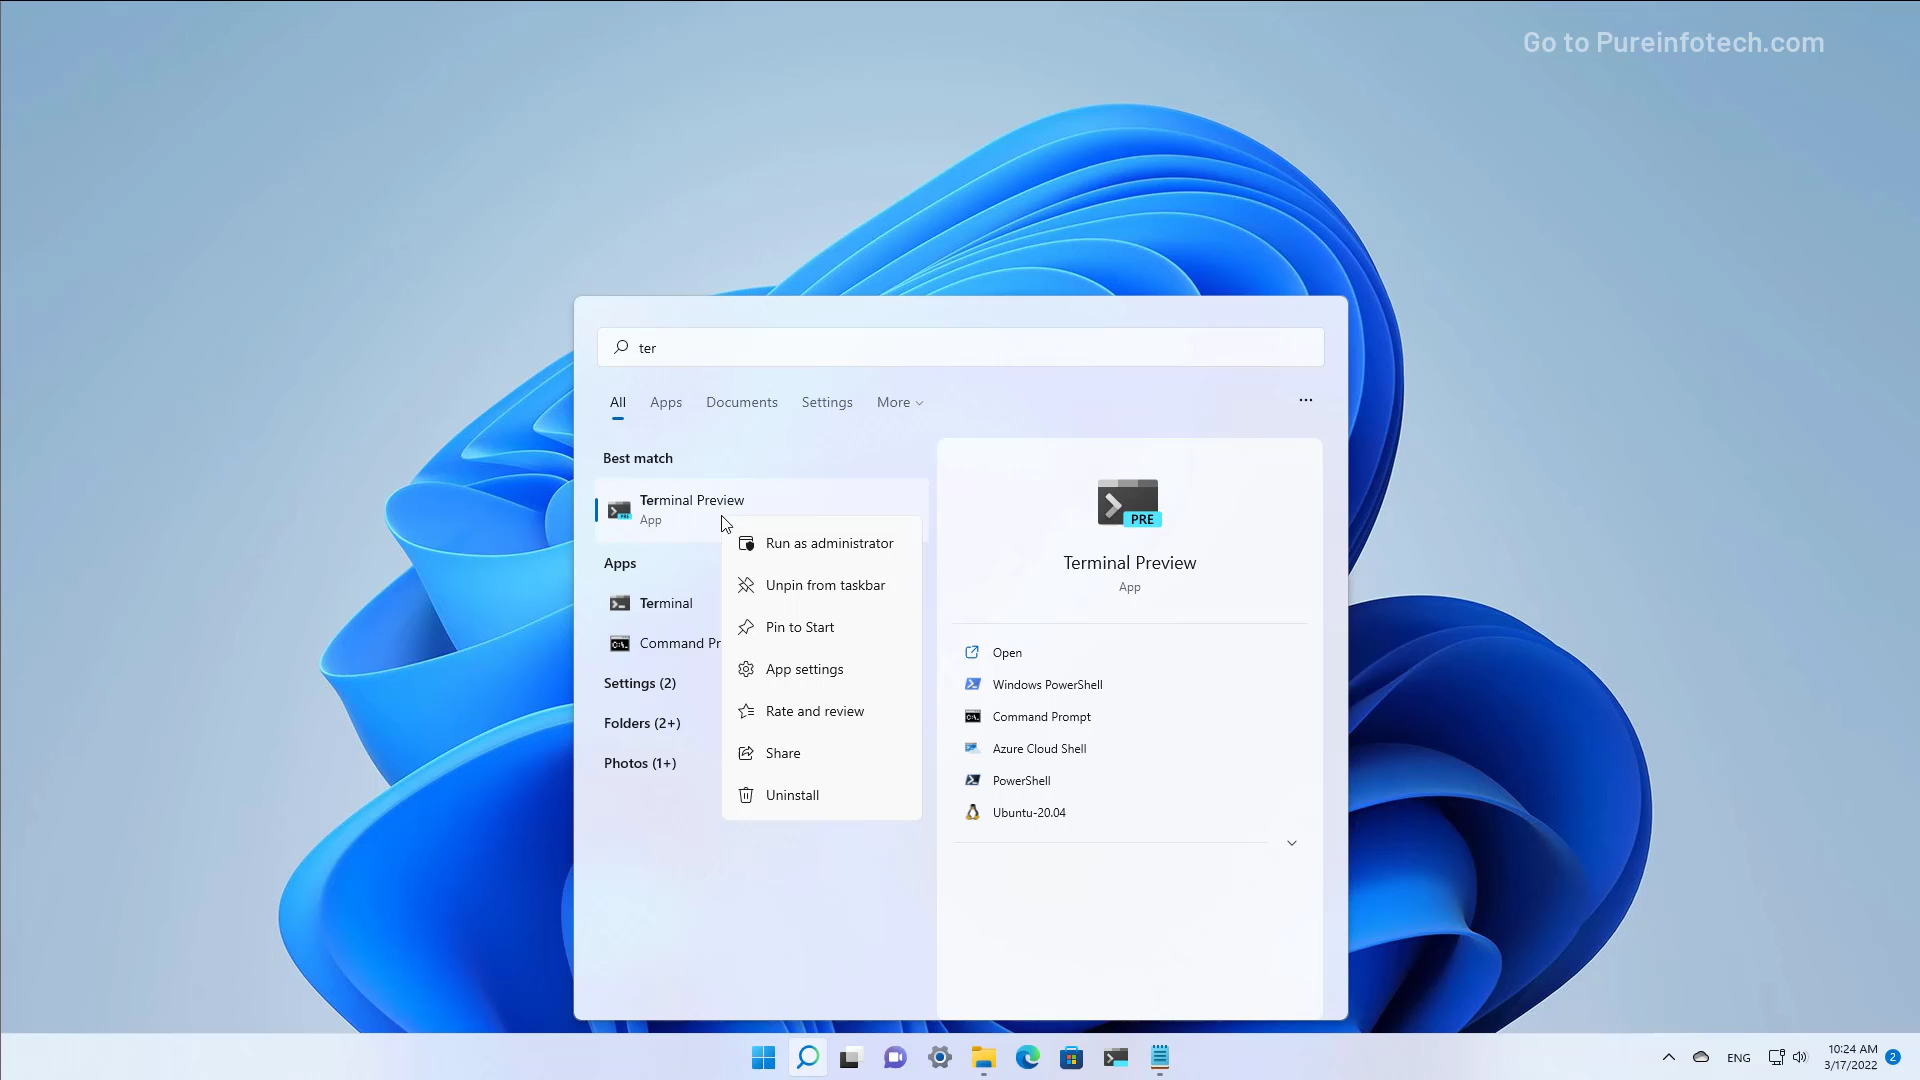 Go to Pureinfotech.com
ter
All Apps Documents Settings More
Best match
Terminal Preview
App
Apps
Terminal
Command Pr
Settings (2)
Folders (2+)
Photos (1+)
Run as administrator
Unpin from taskbar
Pin to Start
App settings
Rate and review
Share
Uninstall
PRE
PRE
Terminal Preview
App
Open
Windows PowerShell
Command Prompt
Azure Cloud Shell
PowerShell
Ubuntu-20.04
ENG
10:24 AM
3/17/2022
2